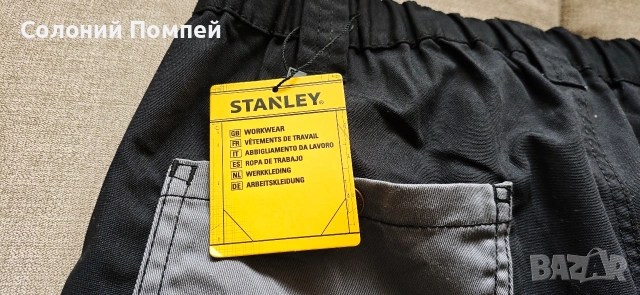 Солоний Помпей
STANLEY®
GB WORKWEAR
FR VÊTEMENTS DE TRAVAIL
IT ABBIGLIAMENTO DA LAVORO
ES ROPA DE TRABAJO
NL WERKKLEDING
DE ARBEITSKLEIDUNG
BAZAR